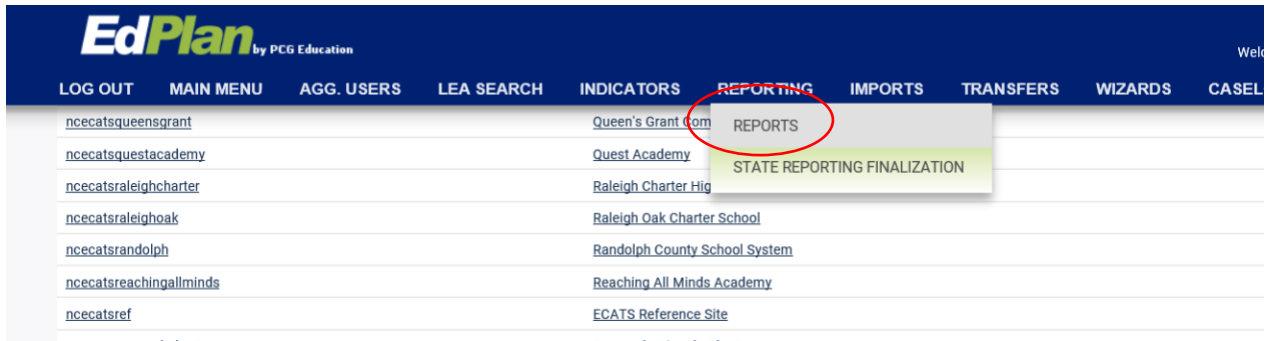 EdPlan by PCG Education
LOG OUT MAIN MENU AGG. USERS LEA SEARCH INDICATORS REPORTING IMPORTS TRANSFERS WIZARDS
ncecatsqueensgrant Queen's Grant Com
REPORTS
ncecatsquestacademy Quest Academy
STATE REPORTING FINALIZATION
ncecatsraleighcharter Raleigh Charter Hig
ncecatsraleighoak Raleigh Oak Charter School
ncecatsrandolph Randolph County School System
ncecatsreachingallminds Reaching All Minds Academy
ncecatsref ECATS Reference Site